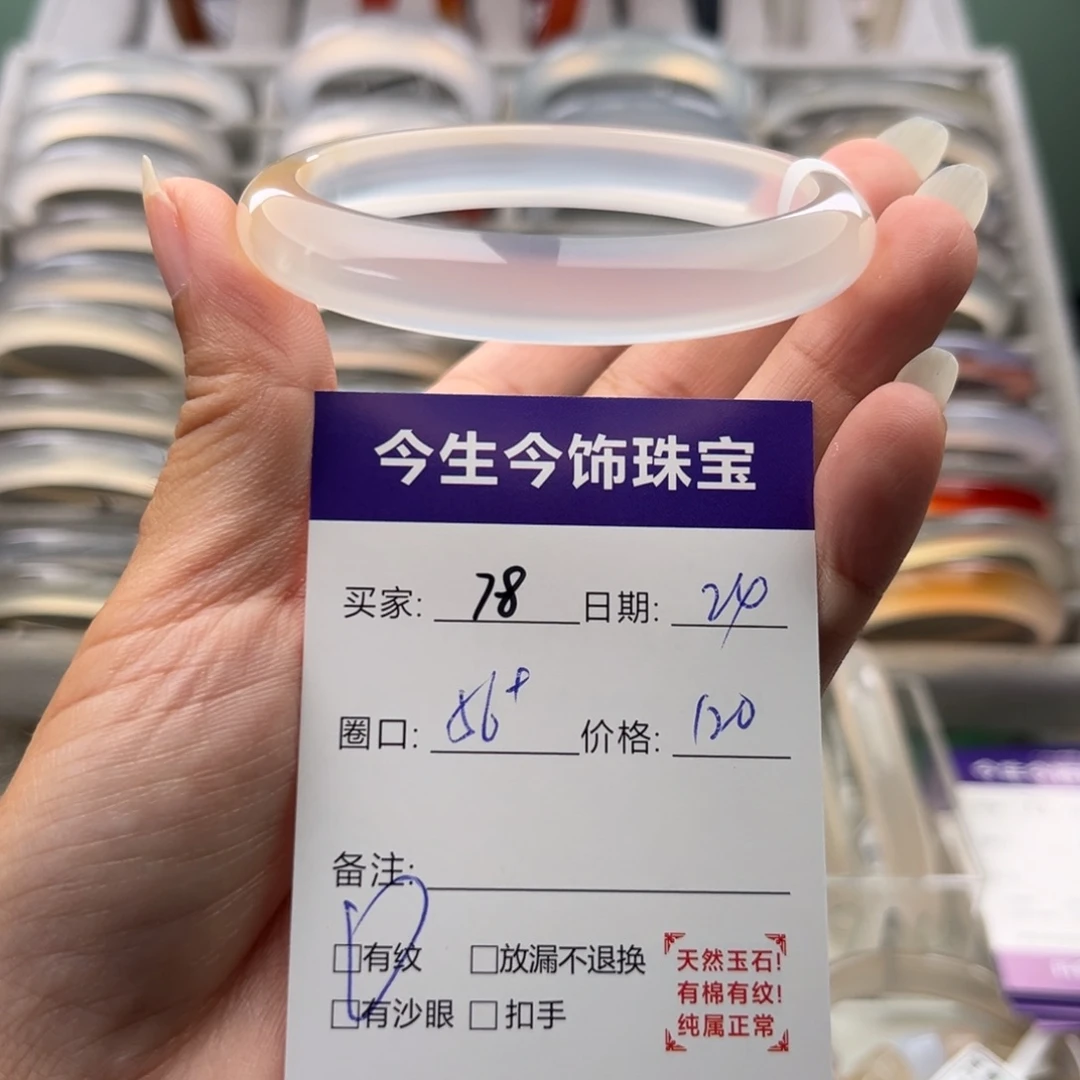 今生今饰珠宝
买家: 78 日期: 24
圈口: 56+ 价格: 120
备注:
□有纹 □放漏不退换
□有沙眼 □扣手
天然玉石!
有棉有纹!
纯属正常